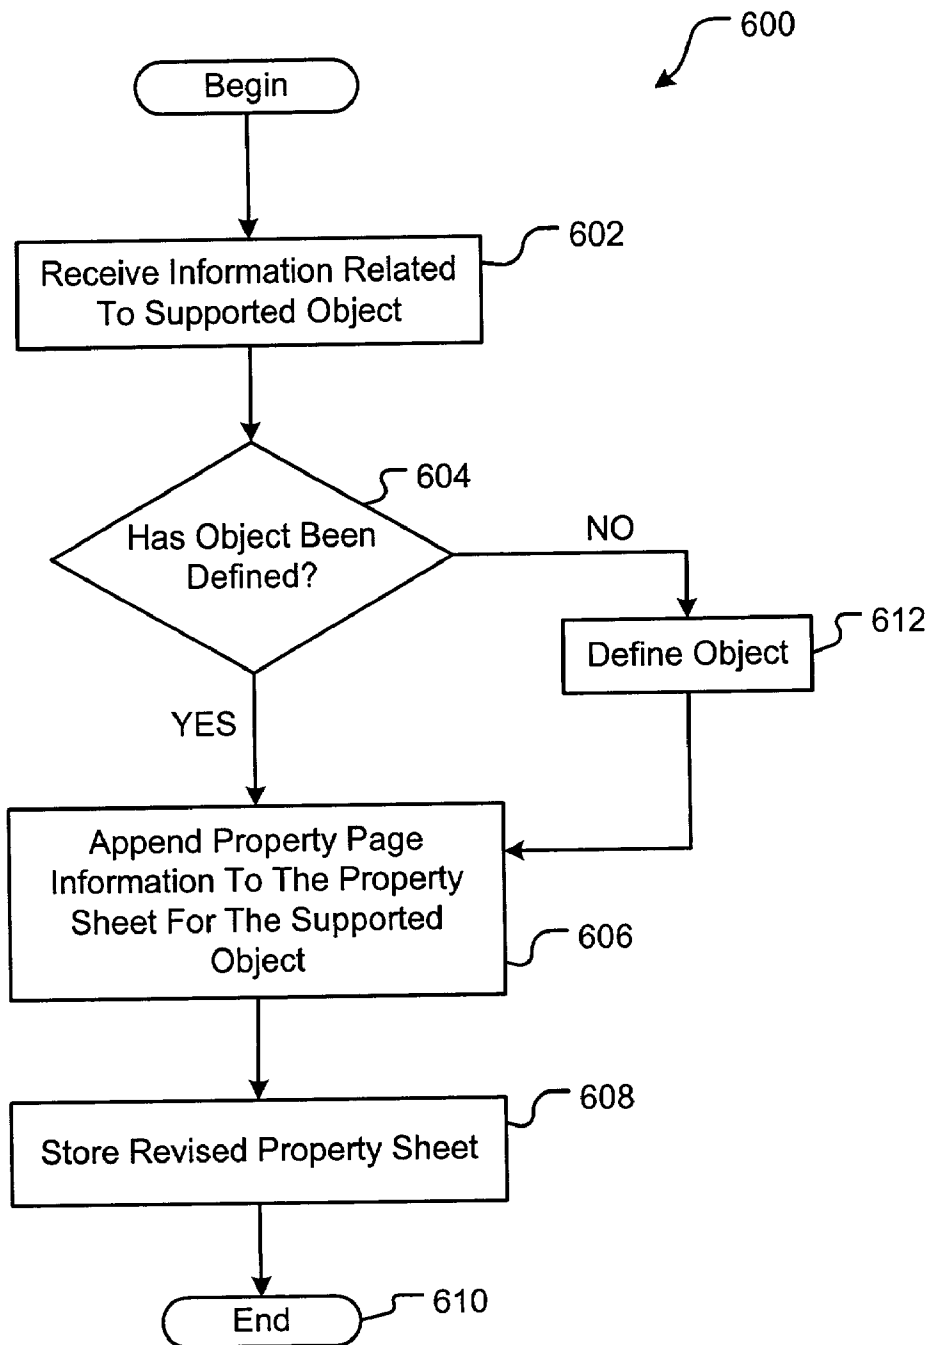 600
Begin
602
Receive Information Related
To Supported Object
604
Has Object Been
Defined?
NO
612
Define Object
YES
Append Property Page
Information To The Property
Sheet For The Supported
Object
606
608
Store Revised Property Sheet
End
610